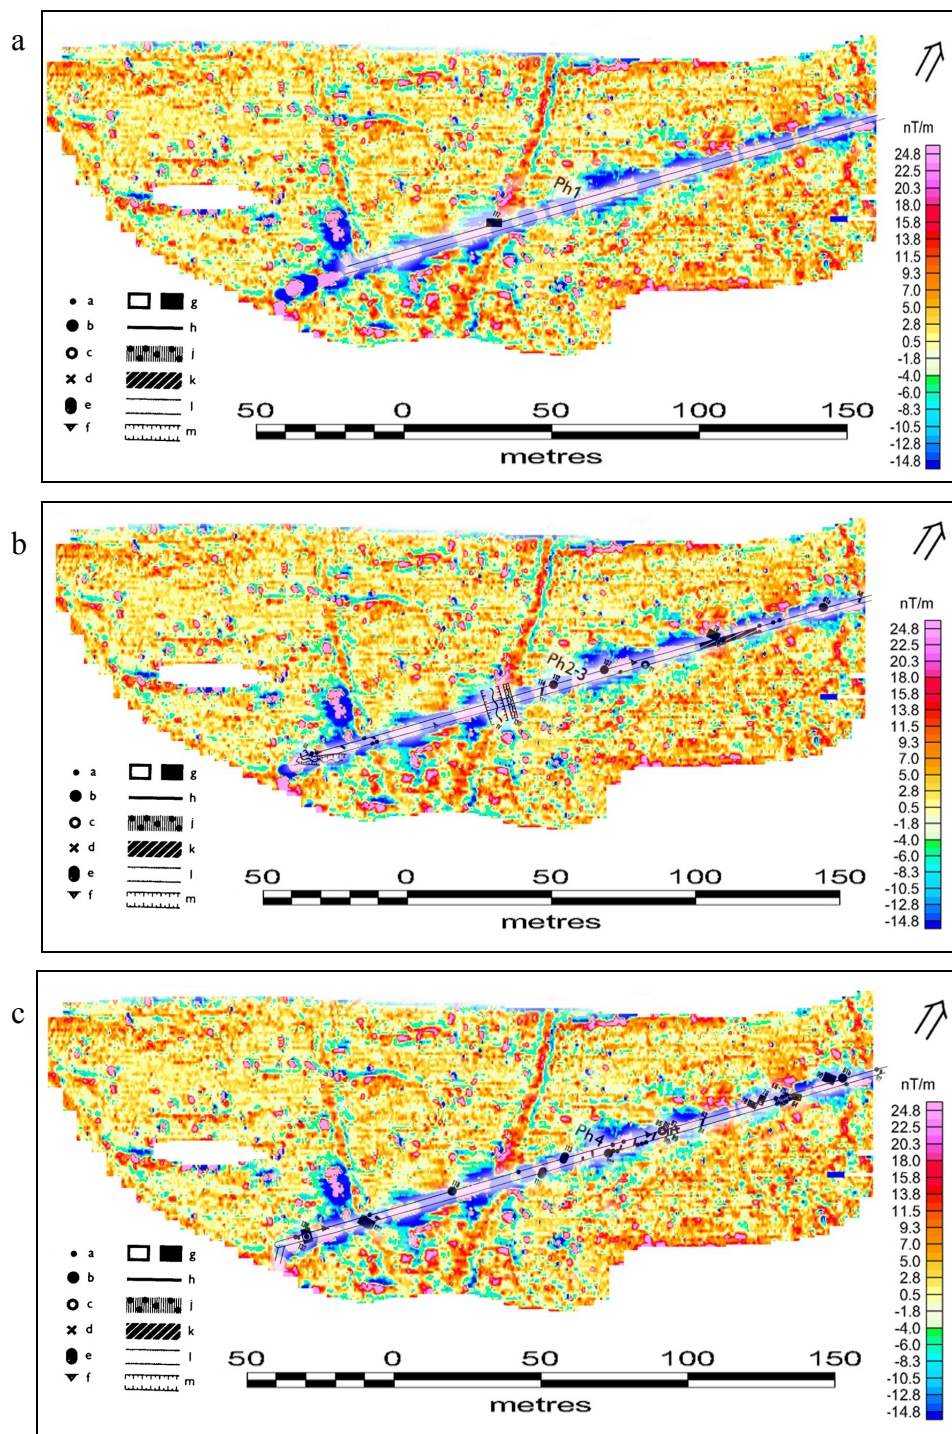 a
nT/m
24.8
22.5
20.3
18.0
15.8
13.8
11.5
9.3
7.0
5.0
2.8
0.5
-1.8
-4.0
-6.0
-8.3
-10.5
-12.8
-14.8
Ph1
a g
b h
c j
d k
e l
f m
50 0 50 100 150
metres
b
nT/m
24.8
22.5
20.3
18.0
15.8
13.8
11.5
9.3
7.0
5.0
2.8
0.5
-1.8
-4.0
-6.0
-8.3
-10.5
-12.8
-14.8
Ph2-3
a g
b h
c j
d k
e l
f m
50 0 50 100 150
metres
c
nT/m
24.8
22.5
20.3
18.0
15.8
13.8
11.5
9.3
7.0
5.0
2.8
0.5
-1.8
-4.0
-6.0
-8.3
-10.5
-12.8
-14.8
Ph4
a g
b h
c j
d k
e l
f m
50 0 50 100 150
metres